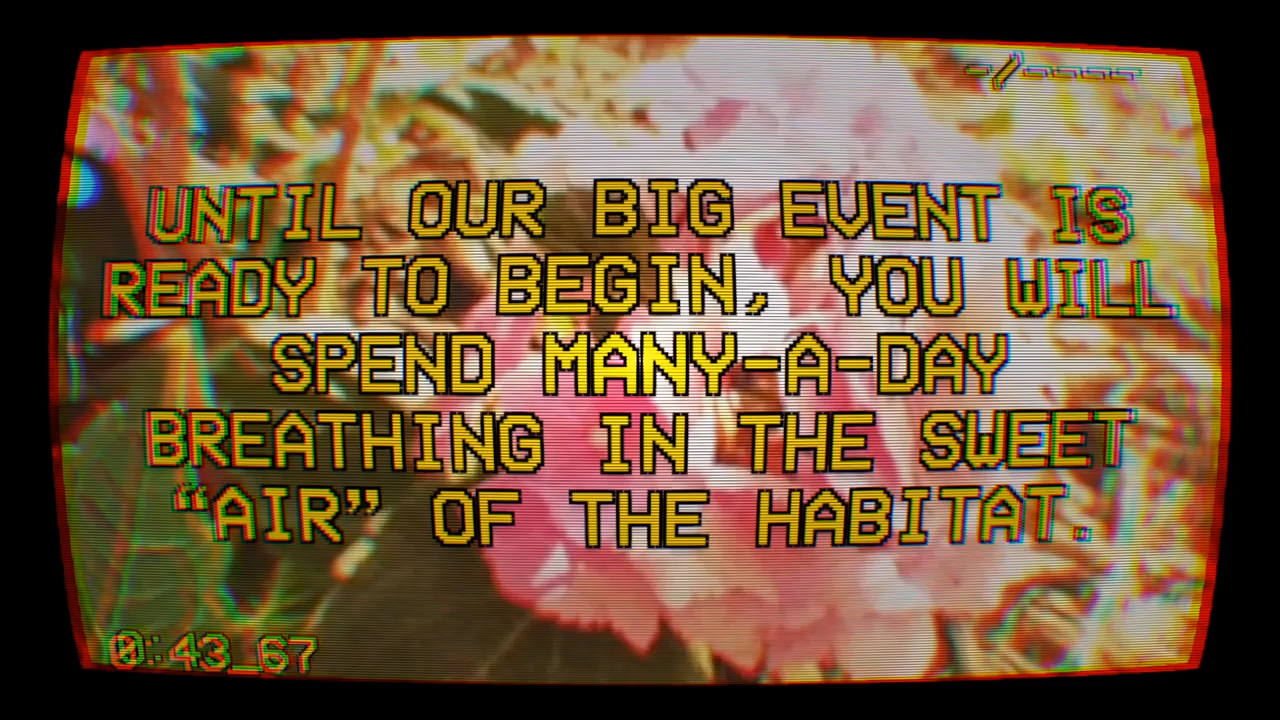 UNTIL OUR BIG EVENT IS
READY TO BEGIN, YOU WILL
SPEND MANY-A-DAY
BREATHING IN THE SWEET
“AIR” OF THE HABITAT.
0:43_67